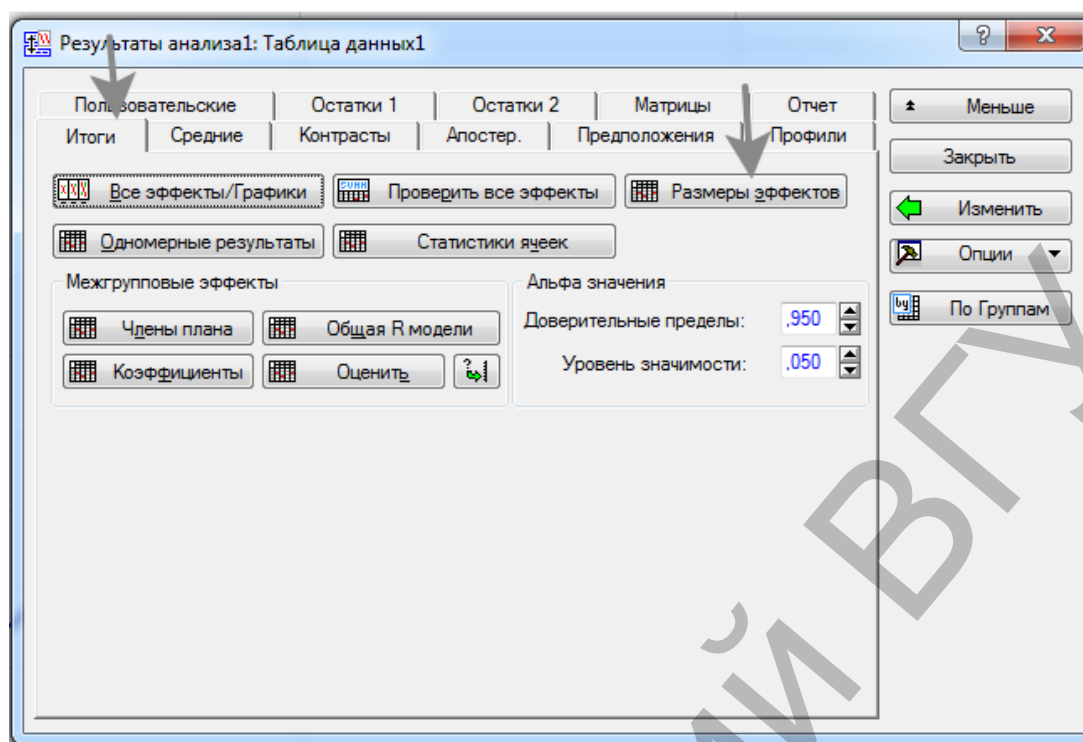 Результаты анализа1: Таблица данных1
Пользовательские Остатки 1 Остатки 2 Матрицы Отчет
Итоги Средние Контрасты Апостер. Предположения Профили
Все эффекты/Графики Проверить все эффекты Размеры эффектов
Одномерные результаты Статистики ячеек
Межгрупповые эффекты
Члены плана Общая R модели
Коэффициенты Оценить
Альфа значения
Доверительные пределы: ,950
Уровень значимости: ,050
Меньше
Закрыть
Изменить
Опции
По Группам
Й ВГУ